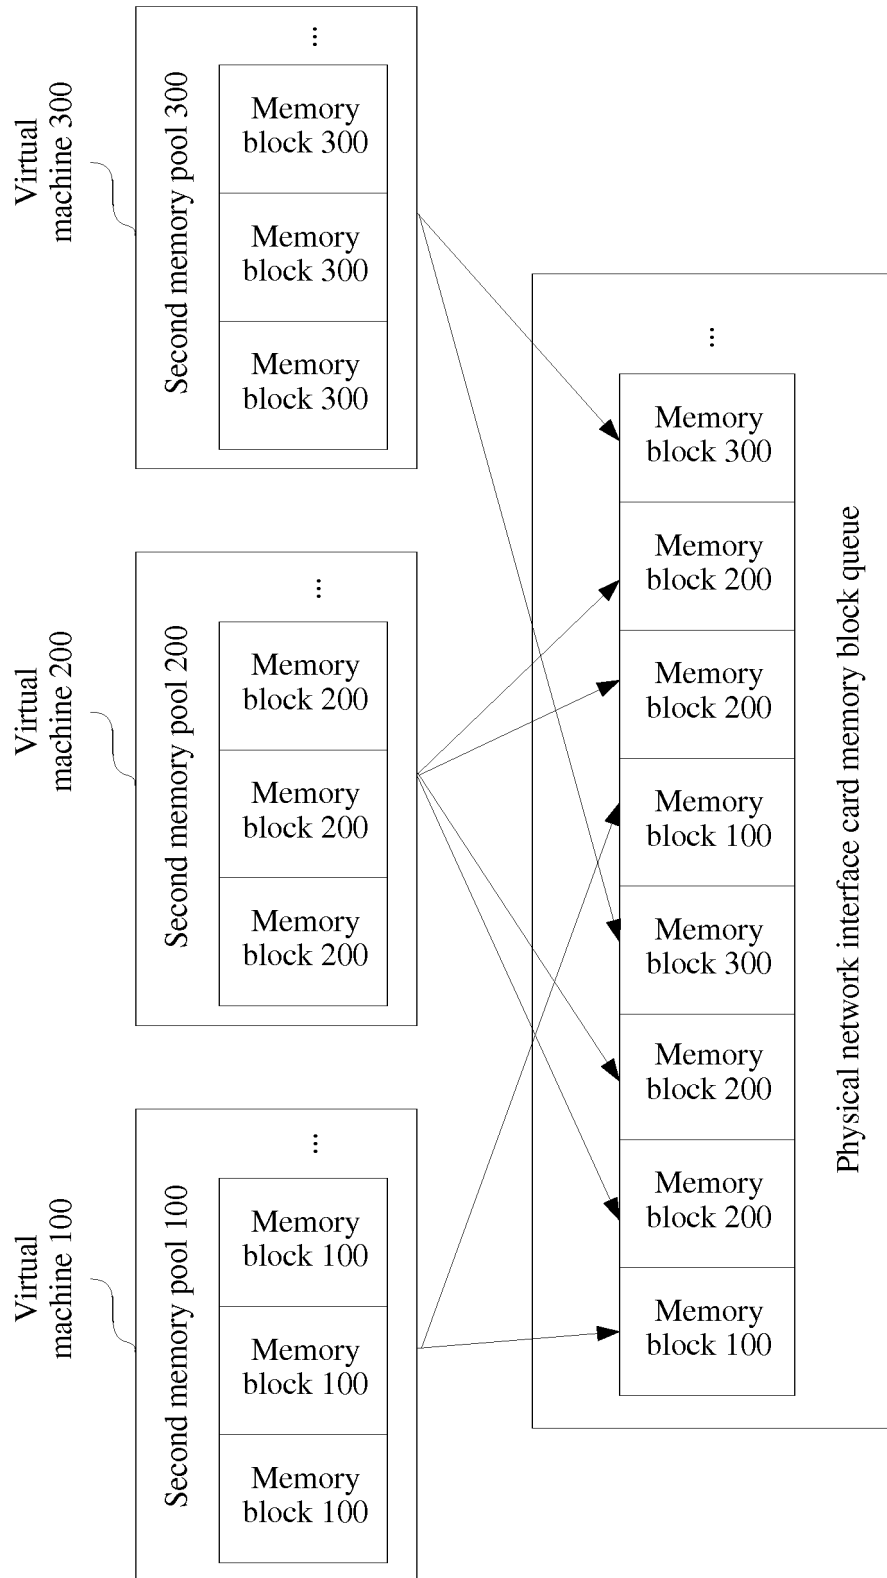 Virtual
machine 300
Second memory pool 300
...
Memory
block 300
Memory
block 300
Memory
block 300
Virtual
machine 200
Second memory pool 200
...
Memory
block 200
Memory
block 200
Memory
block 200
Virtual
machine 100
Second memory pool 100
...
Memory
block 100
Memory
block 100
Memory
block 100
...
Memory
block 300
Memory
block 200
Memory
block 200
Memory
block 100
Memory
block 300
Memory
block 200
Memory
block 200
Memory
block 100
Physical network interface card memory block queue